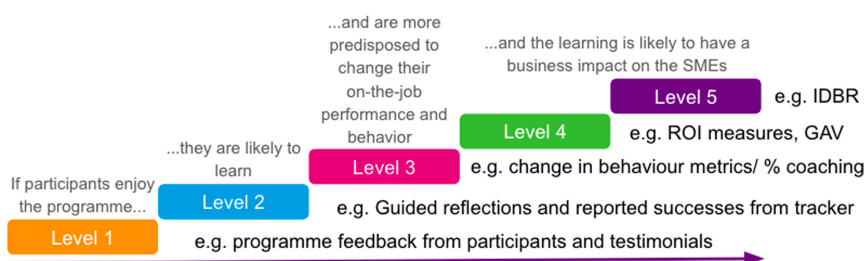 ...and are more
predisposed to
change their
on-the-job
performance and
behavior
...and the learning is likely to have a
business impact on the SMEs
Level 5
e.g. IDBR
Level 4
e.g. ROI measures, GAV
...they are likely to
learn
Level 3
e.g. change in behaviour metrics/ % coaching
If participants enjoy
the programme...
Level 2
e.g. Guided reflections and reported successes from tracker
Level 1
e.g. programme feedback from participants and testimonials